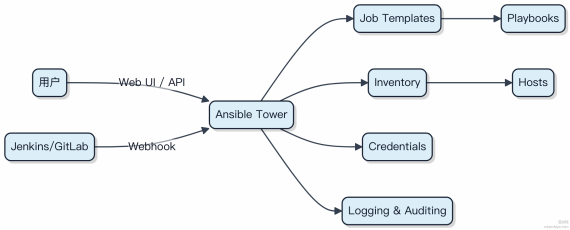 Job Templates
Playbooks
用户
Web UI / API
Inventory
Hosts
Ansible Tower
Jenkins/GitLab
Webhook
Credentials
Logging & Auditing